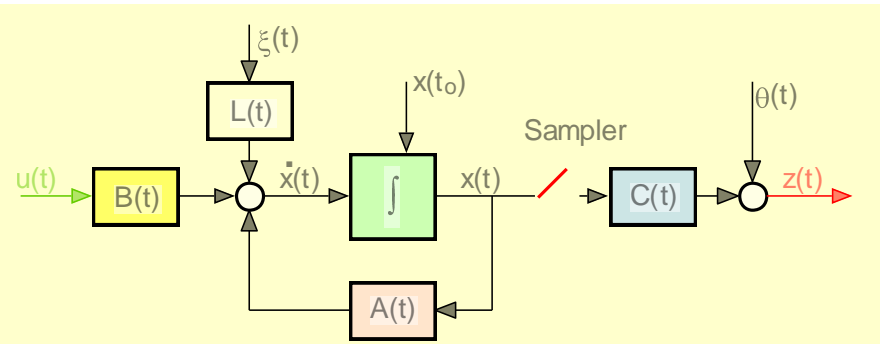 ξ(t)
x(t₀)
L(t)
θ(t)
Sampler
u(t)
B(t)
ẋ(t)
∫
x(t)
C(t)
z(t)
A(t)